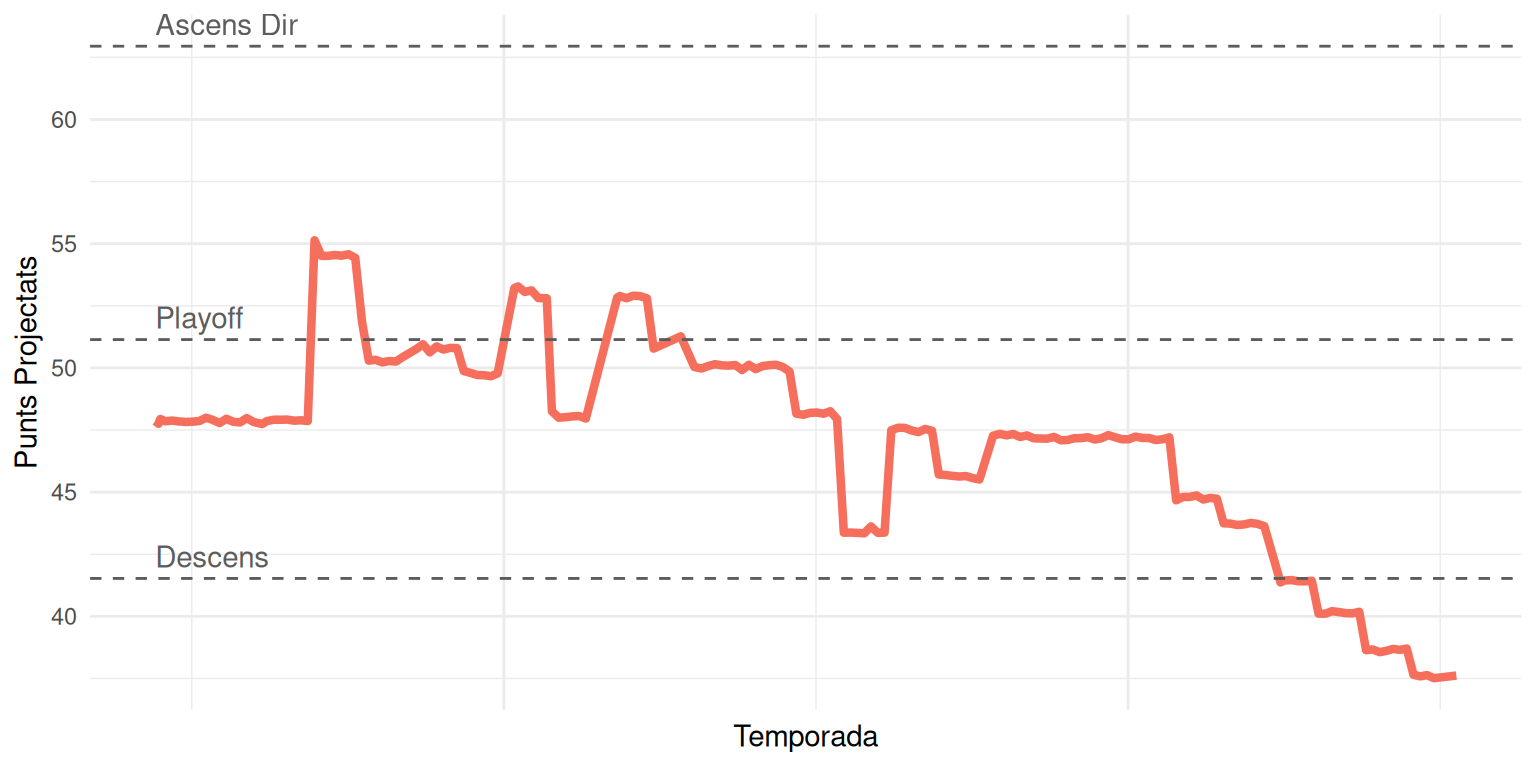 Ascens Dir
60
55
Playoff
50
45
Descens
40
Punts Projectats
Temporada